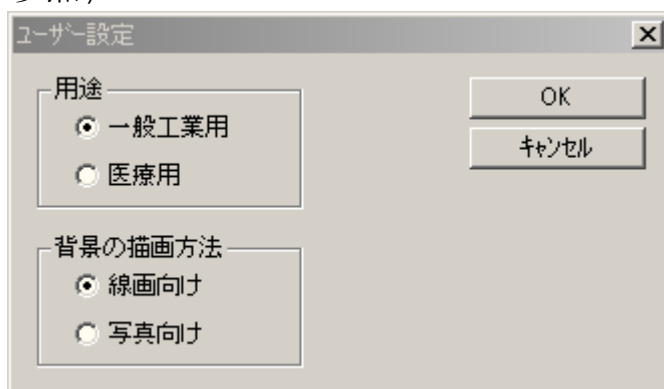 ユーザー設定
用途
一般工業用
医療用
OK
キャンセル
背景の描画方法
線画向け
写真向け